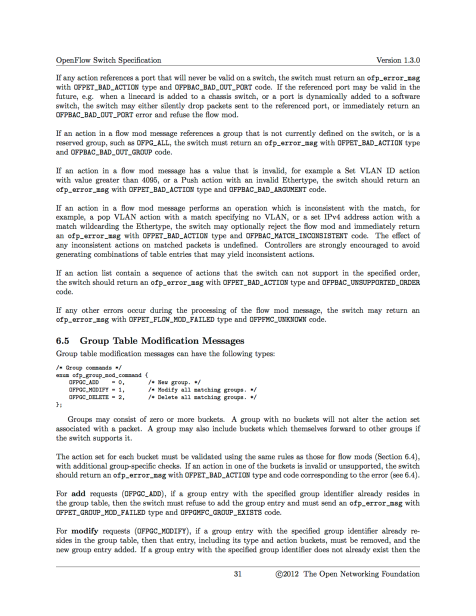 OpenFlow Switch Specification Version 1.3.0
If any action references a port that will never be valid on a switch, the switch must return an ofp_error_msg
with OFPET_BAD_ACTION type and OFPBAC_BAD_OUT_PORT code. If the referenced port may be valid in the
future, e.g. when a linecard is added to a chassis switch, or a port is dynamically added to a software
switch, the switch may either silently drop packets sent to the referenced port, or immediately return an
OFPBAC_BAD_OUT_PORT error and refuse the flow mod.
If an action in a flow mod message references a group that is not currently defined on the switch, or is a
reserved group, such as OFPG_ALL, the switch must return an ofp_error_msg with OFPET_BAD_ACTION type
and OFPBAC_BAD_OUT_GROUP code.
If an action in a flow mod message has a value that is invalid, for example a Set VLAN ID action
with value greater than 4095, or a Push action with an invalid Ethertype, the switch should return an
ofp_error_msg with OFPET_BAD_ACTION type and OFPBAC_BAD_ARGUMENT code.
If an action in a flow mod message performs an operation which is inconsistent with the match, for
example, a pop VLAN action with a match specifying no VLAN, or a set IPv4 address action with a
match wildcarding the Ethertype, the switch may optionally reject the flow mod and immediately return
an ofp_error_msg with OFPET_BAD_ACTION type and OFPBAC_MATCH_INCONSISTENT code. The effect of
any inconsistent actions on matched packets is undefined. Controllers are strongly encouraged to avoid
generating combinations of table entries that may yield inconsistent actions.
If an action list contain a sequence of actions that the switch can not support in the specified order,
the switch should return an ofp_error_msg with OFPET_BAD_ACTION type and OFPBAC_UNSUPPORTED_ORDER
code.
If any other errors occur during the processing of the flow mod message, the switch may return an
ofp_error_msg with OFPET_FLOW_MOD_FAILED type and OFPFMFC_UNKNOWN code.
6.5 Group Table Modification Messages
Group table modification messages can have the following types:
/* Group commands */
enum ofp_group_mod_command {
OFPGC_ADD = 0, /* New group. */
OFPGC_MODIFY = 1, /* Modify all matching groups. */
OFPGC_DELETE = 2, /* Delete all matching groups. */
};
Groups may consist of zero or more buckets. A group with no buckets will not alter the action set
associated with a packet. A group may also include buckets which themselves forward to other groups if
the switch supports it.
The action set for each bucket must be validated using the same rules as those for flow mods (Section 6.4),
with additional group-specific checks. If an action in one of the buckets is invalid or unsupported, the switch
should return an ofp_error_msg with OFPET_BAD_ACTION type and code corresponding to the error (see 6.4).
For add requests (OFPGC_ADD), if a group entry with the specified group identifier already resides in
the group table, then the switch must refuse to add the group entry and must send an ofp_error_msg with
OFPET_GROUP_MOD_FAILED type and OFPGMFC_GROUP_EXISTS code.
For modify requests (OFPGC_MODIFY), if a group entry with the specified group identifier already re-
sides in the group table, then that entry, including its type and action buckets, must be removed, and the
new group entry added. If a group entry with the specified group identifier does not already exist then the
31 ©2012 The Open Networking Foundation